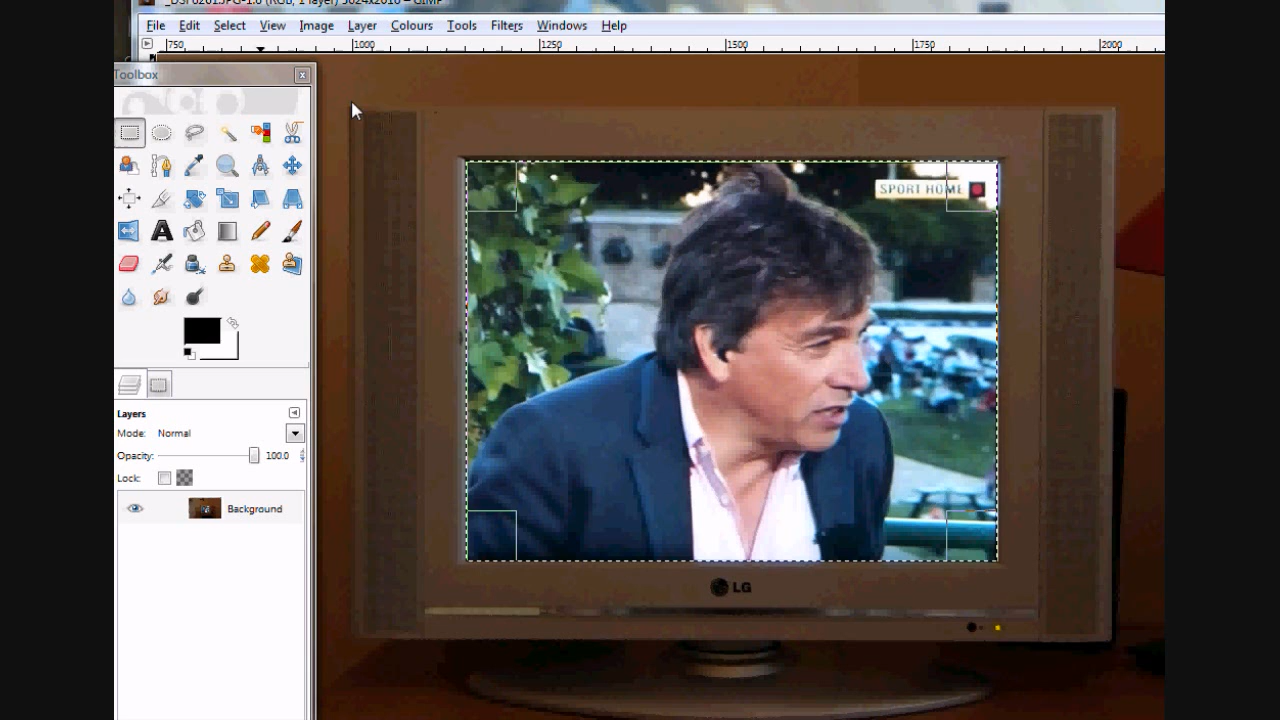 File Edit Select View Image Layer Colours Tools Filters Windows Help
750 1000 1250 1500 1750 2000
Toolbox
SPORT HOME
Layers
Mode: Normal
Opacity: 100.0
Lock:
Background
LG